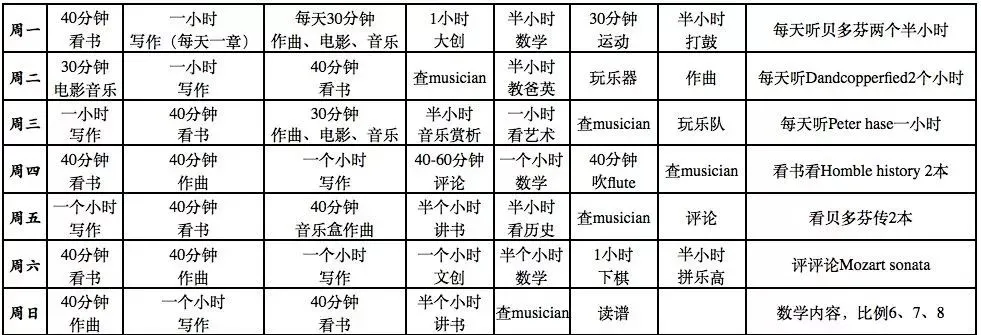 周一 40分钟 一小时 每天30分钟 1小时 半小时 30分钟 半小时 每天听贝多芬两个半小时
看书 写作（每天一章） 作曲、电影、音乐 大创 数学 运动 打鼓
周二 30分钟 一小时 40分钟 查musician 半小时 玩乐器 作曲 每天听Dandcopperfied2个小时
电影音乐 写作 看书 教爸英
周三 一小时 40分钟 30分钟 半小时 一小时 查musician 玩乐队 每天听Peter hase一小时
写作 看书 作曲、电影、音乐 音乐赏析 看艺术
周四 40分钟 40分钟 一个小时 40-60分钟 一个小时 40分钟 查musician 看书看Homble history 2本
看书 作曲 写作 评论 数学 吹flute
周五 一个小时 40分钟 40分钟 半个小时 半小时 查musician 评论 看贝多芬传2本
写作 看书 音乐盒作曲 讲书 看历史
周六 40分钟 40分钟 一个小时 一个小时 半个小时 1小时 半小时 评评论Mozart sonata
看书 作曲 写作 文创 数学 下棋 拼乐高
周日 40分钟 一个小时 40分钟 半个小时 查musician 读谱 数学内容，比例6、7、8
作曲 写作 看书 讲书